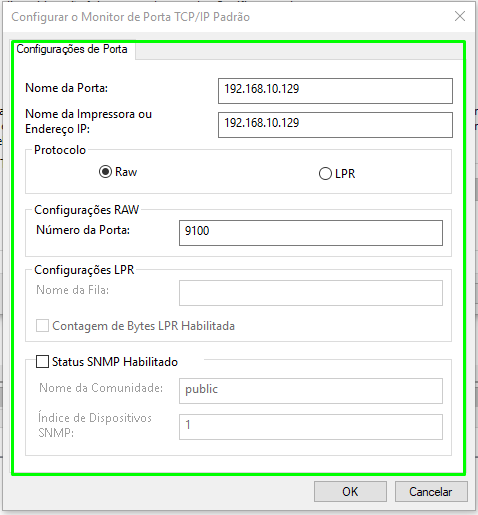 Configurar o Monitor de Porta TCP/IP Padrão
Configurações de Porta
Nome da Porta:
192.168.10.129
Nome da Impressora ou
Endereço IP:
192.168.10.129
Protocolo
Raw
LPR
Configurações RAW
Número da Porta:
9100
Configurações LPR
Nome da Fila:
Contagem de Bytes LPR Habilitada
Status SNMP Habilitado
Nome da Comunidade:
public
Índice de Dispositivos
SNMP:
1
OK
Cancelar